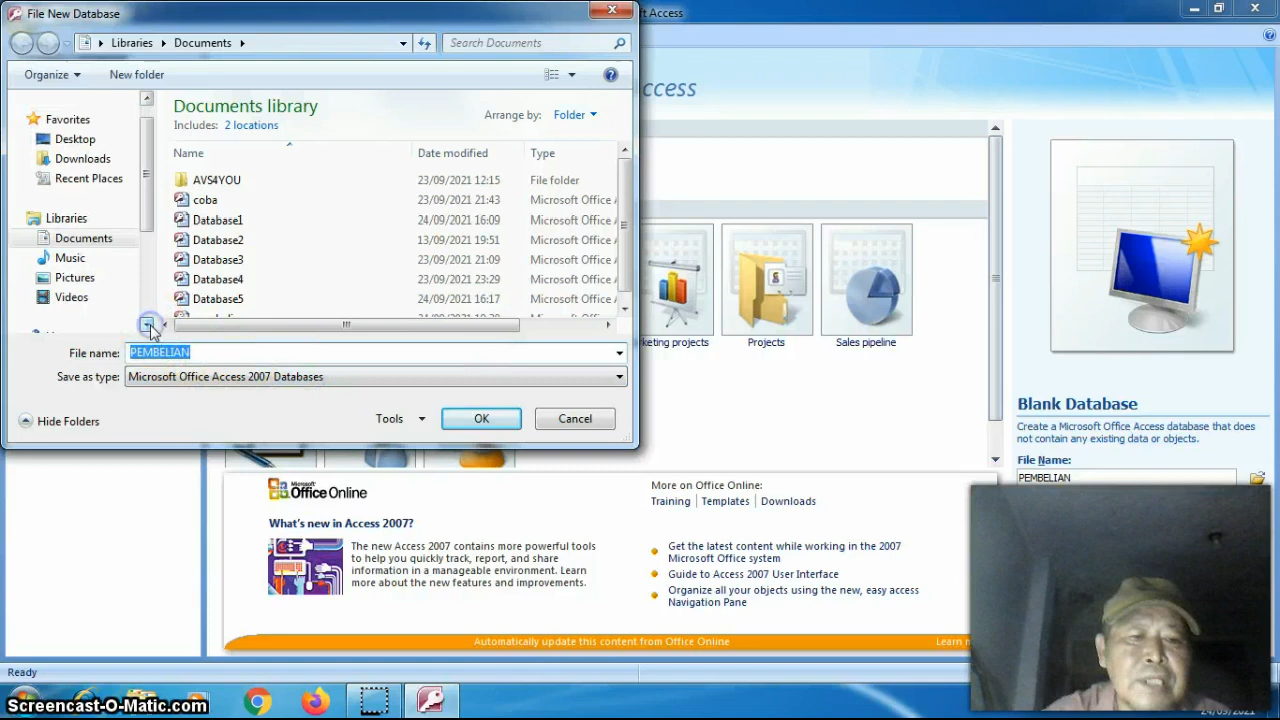 File New Database
Libraries
Documents
Search Documents
Organize
New folder
Favorites
Desktop
Downloads
Recent Places
Libraries
Documents
Music
Pictures
Videos
Documents library
Includes: 2 locations
Arrange by: Folder
Name Date modified Type
AVS4YOU 23/09/2021 12:15 File folder
coba 23/09/2021 21:43 Microsoft Office A
Database1 24/09/2021 16:09 Microsoft Office A
Database2 13/09/2021 19:51 Microsoft Office A
Database3 23/09/2021 21:09 Microsoft Office A
Database4 23/09/2021 23:29 Microsoft Office A
Database5 24/09/2021 16:17 Microsoft Office A
File name: PEMBELIAN
Save as type: Microsoft Office Access 2007 Databases
Hide Folders
Tools
OK
Cancel
ft Access
ccess
keting projects
Projects
Sales pipeline
Blank Database
Create a Microsoft Office Access database that does
not contain any existing data or objects.
File Name:
PEMBELIAN
Microsoft
Office Online
What's new in Access 2007?
The new Access 2007 contains more powerful tools
to help you quickly track, report, and share
information in a manageable environment. Learn
more about the new features and improvements.
More on Office Online:
Training | Templates | Downloads
Get the latest content while working in the 2007
Microsoft Office system
Guide to Access 2007 User Interface
Organize all your objects using the new, easy access
Navigation Pane
Automatically update this content from Office Online
Learn
Ready
Screencast-O-Matic.com
24/09/2021